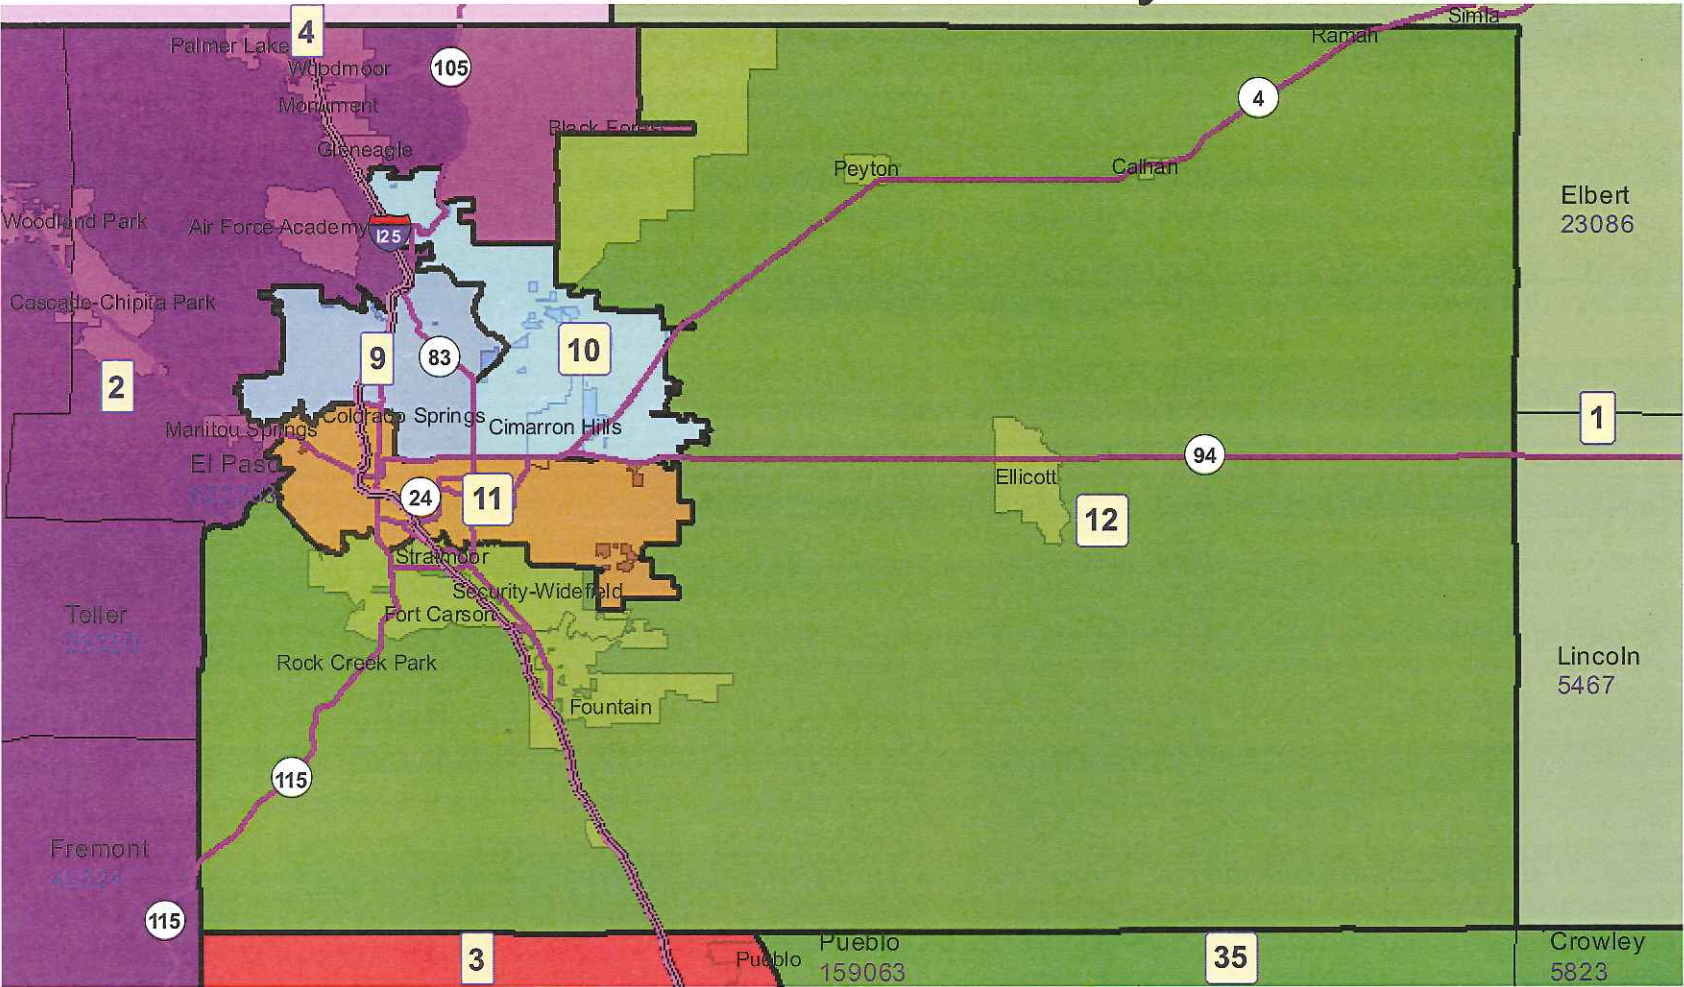 Simla
Ramah
4
Palmer Lake
Woodmoor
105
Monument
4
Black Forest
Gleneagle
Peyton
Calhan
Elbert
23086
Woodland Park
Air Force Academy
I25
Cascade-Chipita Park
9
83
10
2
Colorado Springs
Cimarron Hills
1
Manitou Springs
94
El Paso
Ellicott
24
11
12
Stratmoor
Security-Widefield
Teller
Fort Carson
Rock Creek Park
Lincoln
5467
Fountain
115
Fremont
115
Pueblo
159063
Crowley
5823
3
Pueblo
35